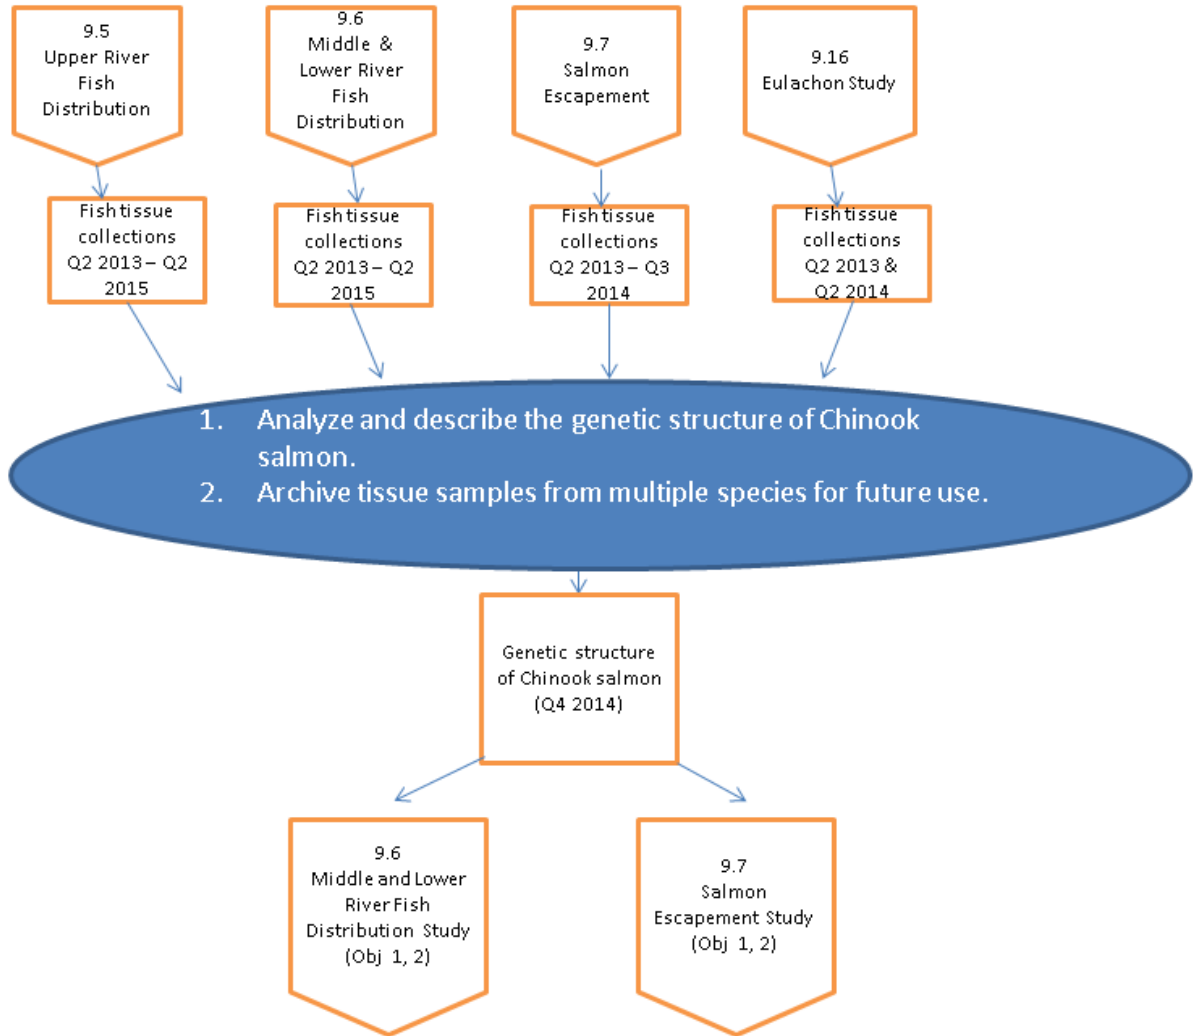 9.5
Upper River
Fish
Distribution
9.6
Middle &
Lower River
Fish
Distribution
9.7
Salmon
Escapement
9.16
Eulachon Study
Fish tissue
collections
Q2 2013 – Q2
2015
Fish tissue
collections
Q2 2013 – Q2
2015
Fish tissue
collections
Q2 2013 – Q3
2014
Fish tissue
collections
Q2 2013 &
Q2 2014
1. Analyze and describe the genetic structure of Chinook
salmon.
2. Archive tissue samples from multiple species for future use.
Genetic structure
of Chinook salmon
(Q4 2014)
9.6
Middle and Lower
River Fish
Distribution Study
(Obj 1, 2)
9.7
Salmon
Escapement Study
(Obj 1, 2)